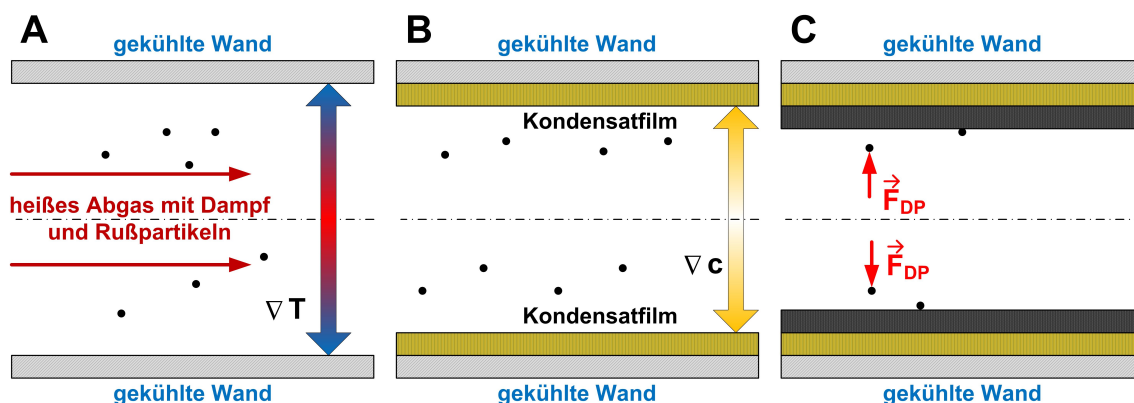 A
gekühlte Wand
heißes Abgas mit Dampf
und Rußpartikeln
∇ T
gekühlte Wand
B
gekühlte Wand
Kondensatfilm
∇ c
Kondensatfilm
gekühlte Wand
C
gekühlte Wand
F⃗DP
F⃗DP
gekühlte Wand